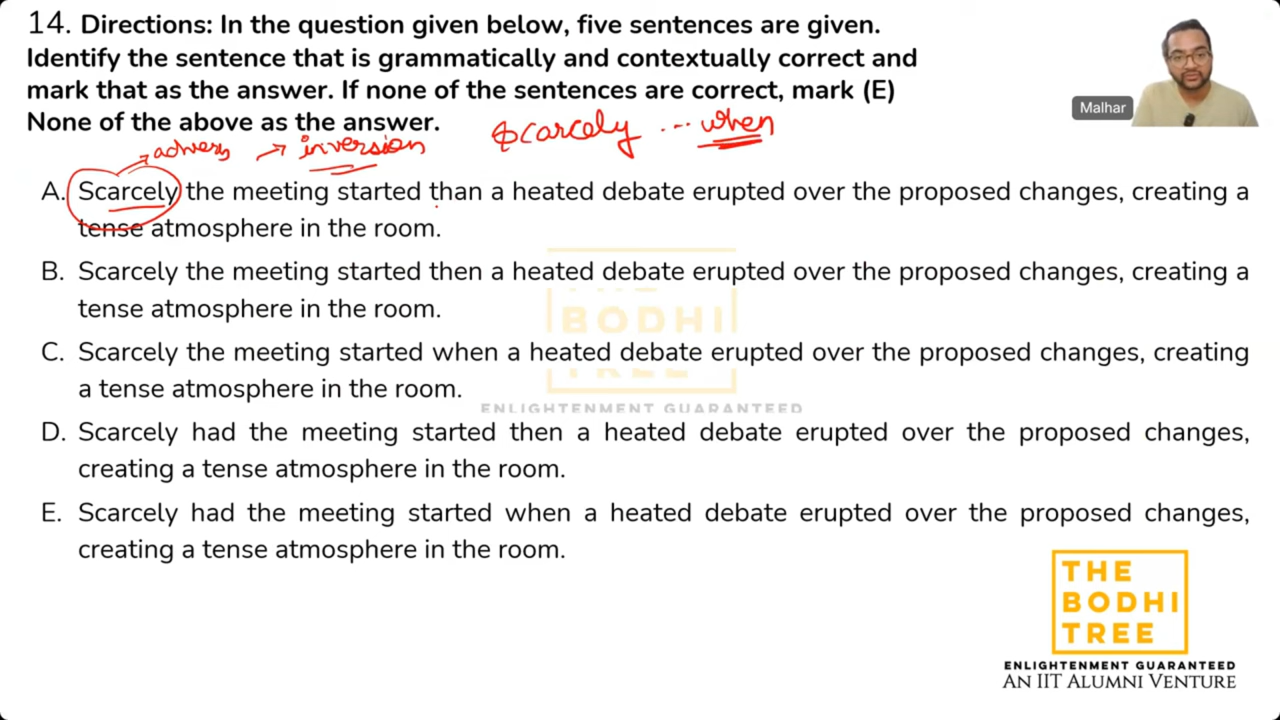 14. Directions: In the question given below, five sentences are given.
Identify the sentence that is grammatically and contextually correct and
mark that as the answer. If none of the sentences are correct, mark (E)
None of the above as the answer.
Scarcely ... when
adverb → inversion
Malhar
A. Scarcely the meeting started than a heated debate erupted over the proposed changes, creating a
tense atmosphere in the room.
B. Scarcely the meeting started then a heated debate erupted over the proposed changes, creating a
tense atmosphere in the room.
C. Scarcely the meeting started when a heated debate erupted over the proposed changes, creating
a tense atmosphere in the room.
D. Scarcely had the meeting started then a heated debate erupted over the proposed changes,
creating a tense atmosphere in the room.
E. Scarcely had the meeting started when a heated debate erupted over the proposed changes,
creating a tense atmosphere in the room.
THE
BODHI
TREE
ENLIGHTENMENT GUARANTEED
THE
BODHI
TREE
ENLIGHTENMENT GUARANTEED
AN IIT ALUMNI VENTURE